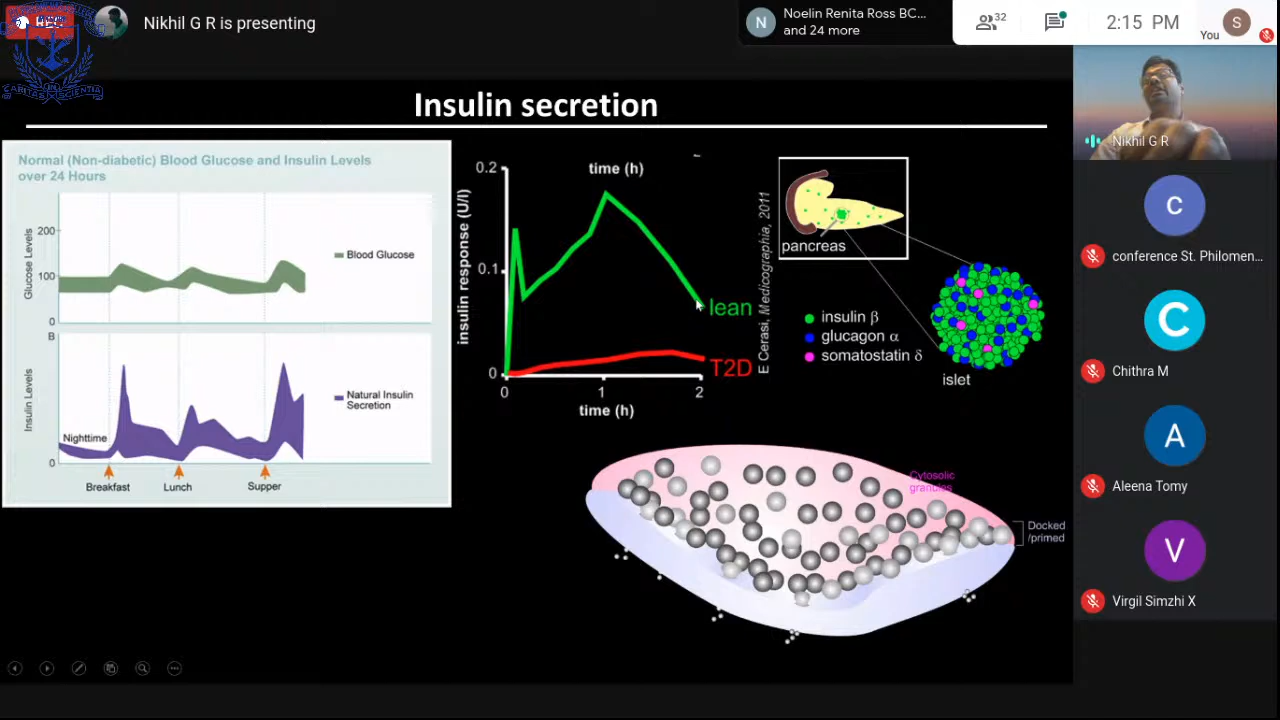 REC
Nikhil G R is presenting
CARITAS SCIENTIA
N
Noelin Renita Ross BC...
and 24 more
32
2:15 PM
You
S
Insulin secretion
Normal (Non-diabetic) Blood Glucose and Insulin Levels
over 24 Hours
Glucose Levels
200
100
0
Blood Glucose
B
Insulin Levels
Natural Insulin
Secretion
Nighttime
0
Breakfast
Lunch
Supper
time (h)
insulin response (U/l)
0.2
0.1
0
lean
T2D
0
1
2
time (h)
E Cerasi, Medicographia, 2011
pancreas
insulin β
glucagon α
somatostatin δ
islet
Cytosolic
granules
Docked
/primed
Nikhil G R
C
conference St. Philomen...
C
Chithra M
A
Aleena Tomy
V
Virgil Simzhi X